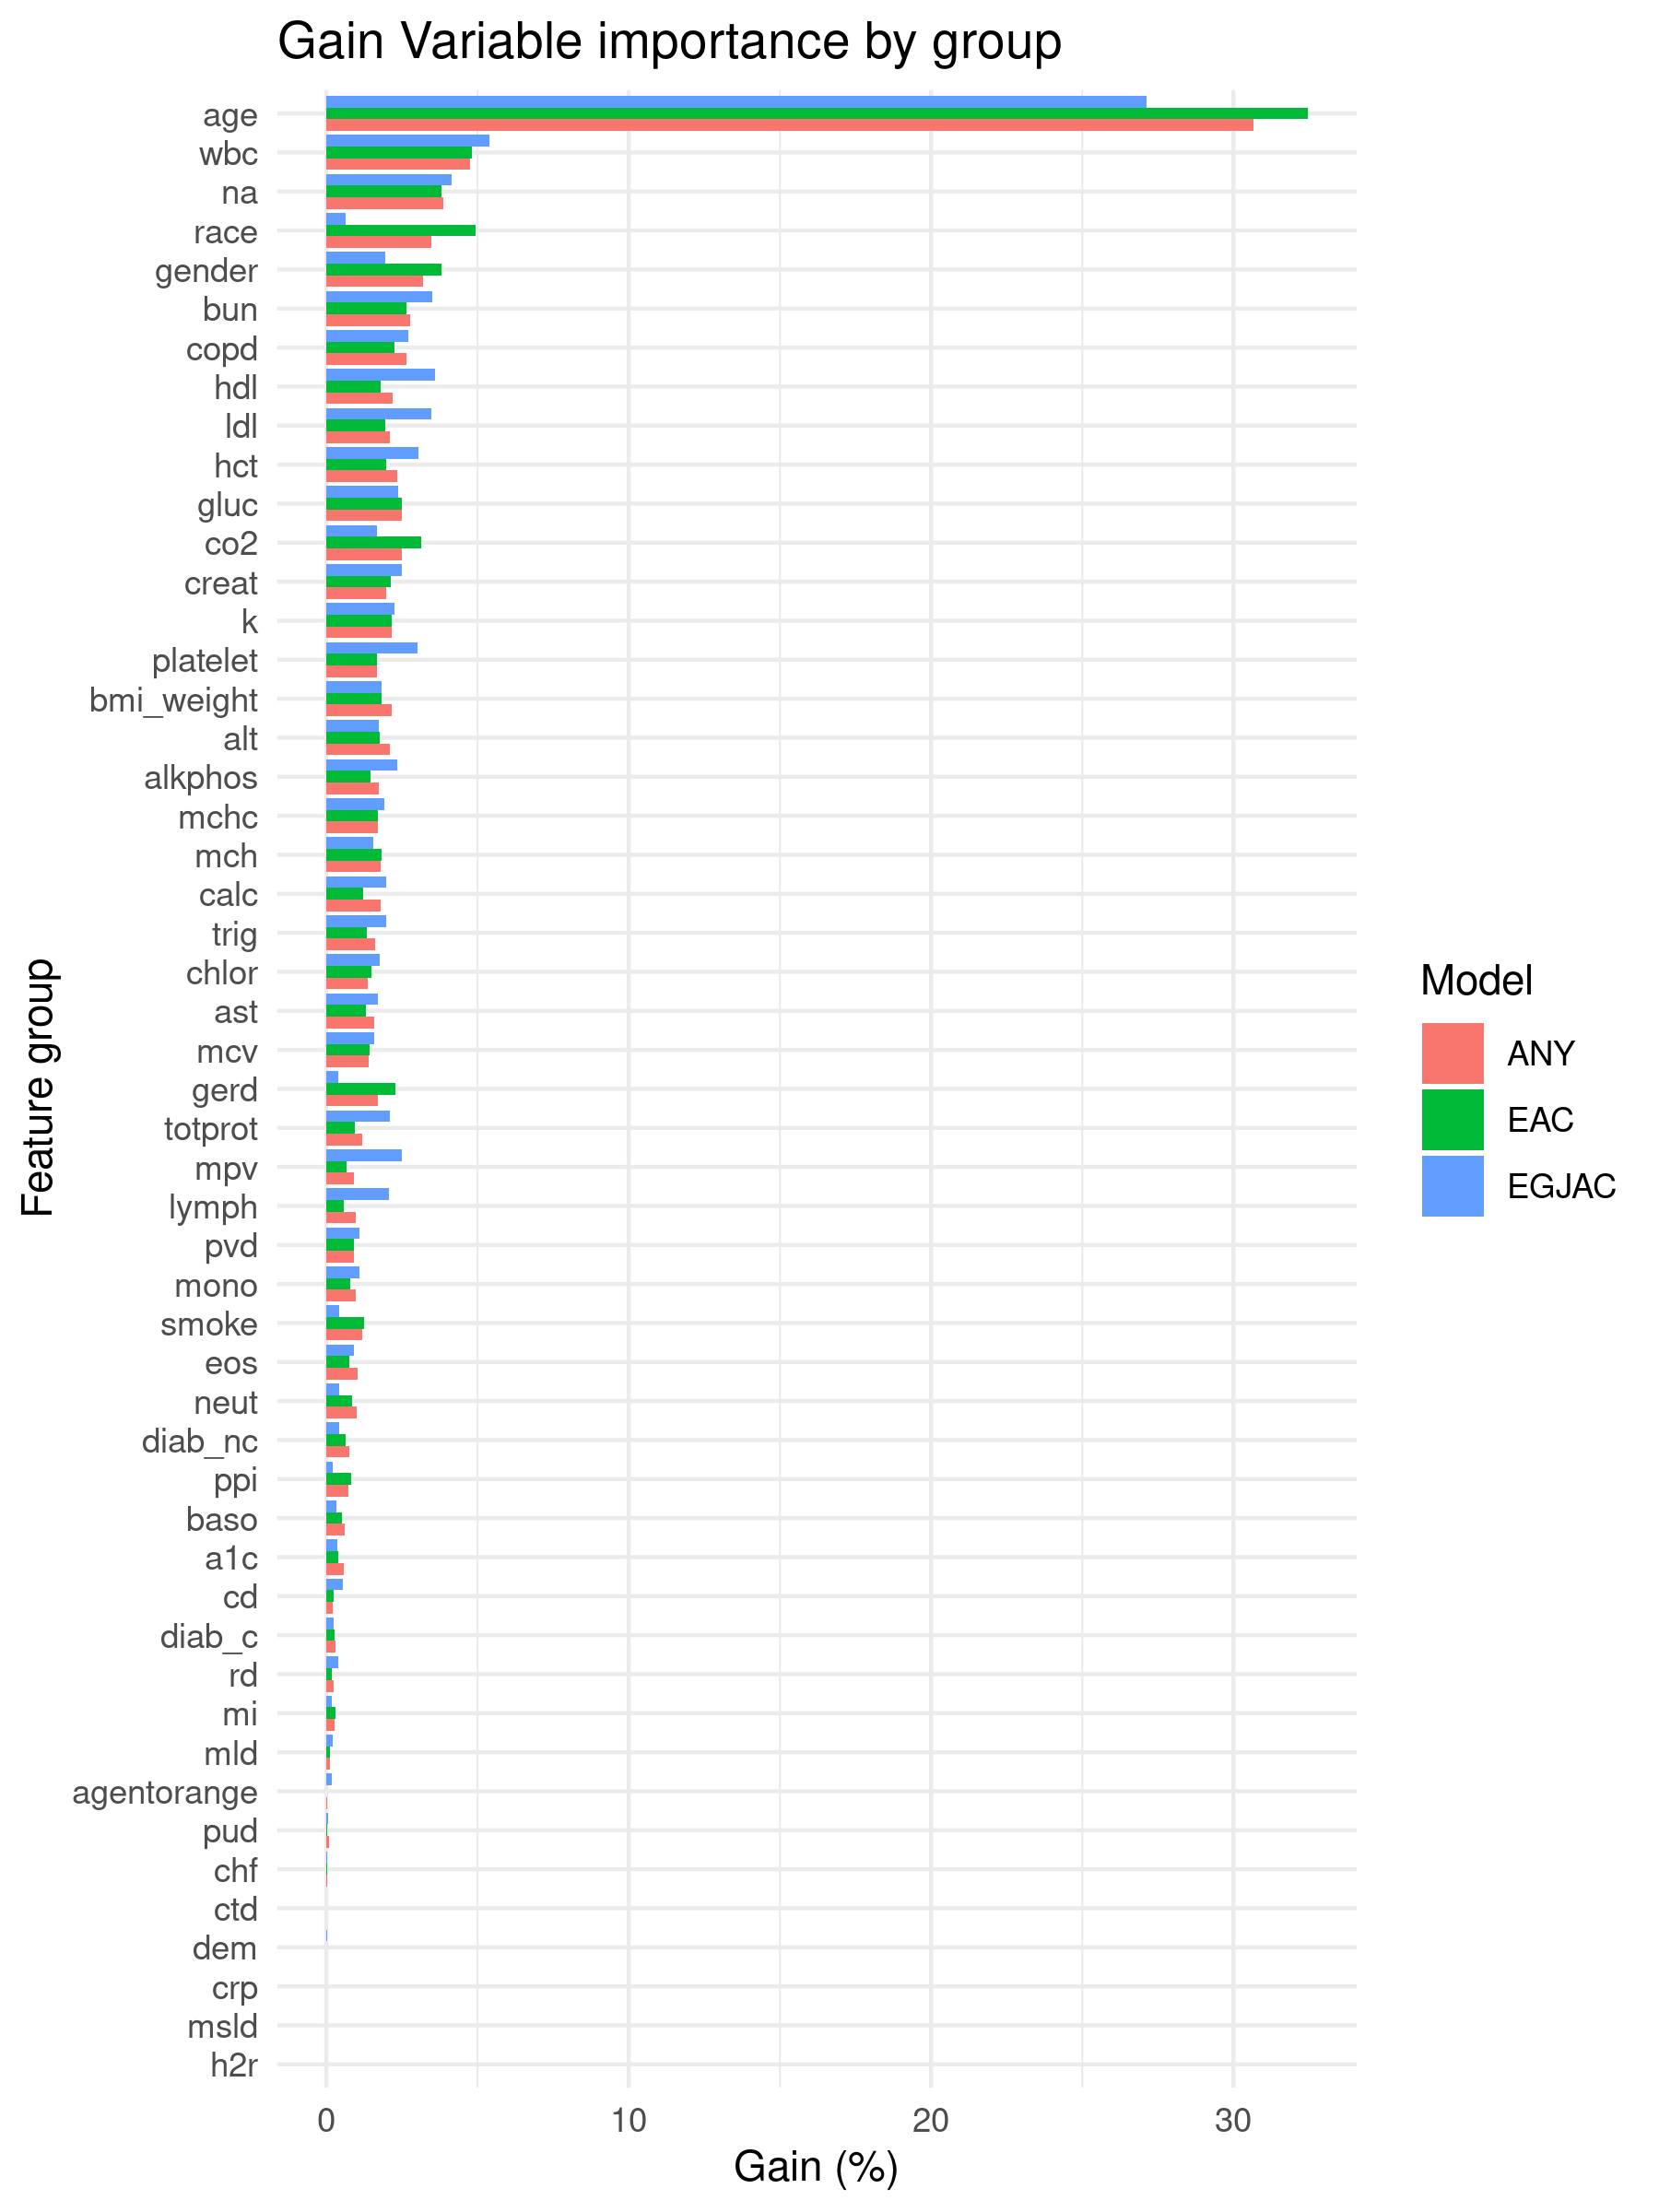 Gain Variable importance by group
age
wbc
na
race
gender
bun
copd
hdl
ldl
hct
gluc
co2
creat
k
platelet
bmi_weight
alt
alkphos
mchc
mch
calc
trig
chlor
ast
mcv
gerd
totprot
mpv
lymph
pvd
mono
smoke
eos
neut
diab_nc
ppi
baso
a1c
cd
diab_c
rd
mi
mld
agentorange
pud
chf
ctd
dem
crp
msld
h2r
Feature group
0 10 20 30
Gain (%)
Model
ANY
EAC
EGJAC